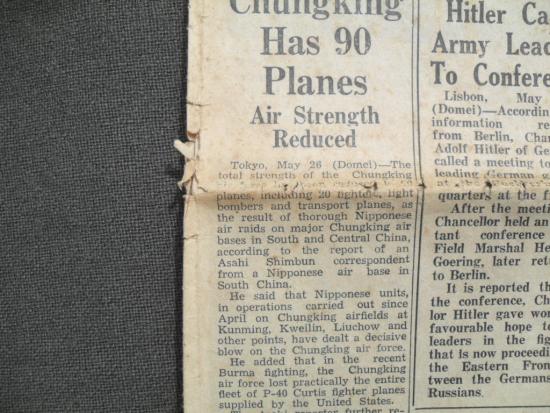 Chungking
Has 90
Planes
Air Strength
Reduced
Tokyo, May 26 (Domei)—The
total strength of the Chungking
planes, including 20 fighter, light
bombers and transport planes, as
the result of thorough Nipponese
air raids on major Chungking air
bases in South and Central China,
according to the report of an
Asahi Shimbun correspondent
from a Nipponese air base in
South China.
He said that Nipponese units,
in operations carried out since
April on Chungking airfields at
Kunming, Kweilin, Liuchow and
other points, have dealt a decisive
blow on the Chungking air force.
He added that in the recent
Burma fighting, the Chungking
air force lost practically the entire
fleet of P-40 Curtis fighter planes
supplied by the United States.
further re-
Hitler Ca
Army Lead
To Confere
Lisbon, May
(Domei)—Accordin
information re
from Berlin, Chan
Adolf Hitler of Ge
called a meeting to
leading German g
quarters at the f
After the meeti
Chancellor held an
tant conference
Field Marshal He
Goering, later retu
to Berlin.
It is reported th
the conference, Ch
lor Hitler gave wor
favourable hope to
leaders in the fig
that is now proceedi
the Eastern Fron
tween the Germans
Russians.